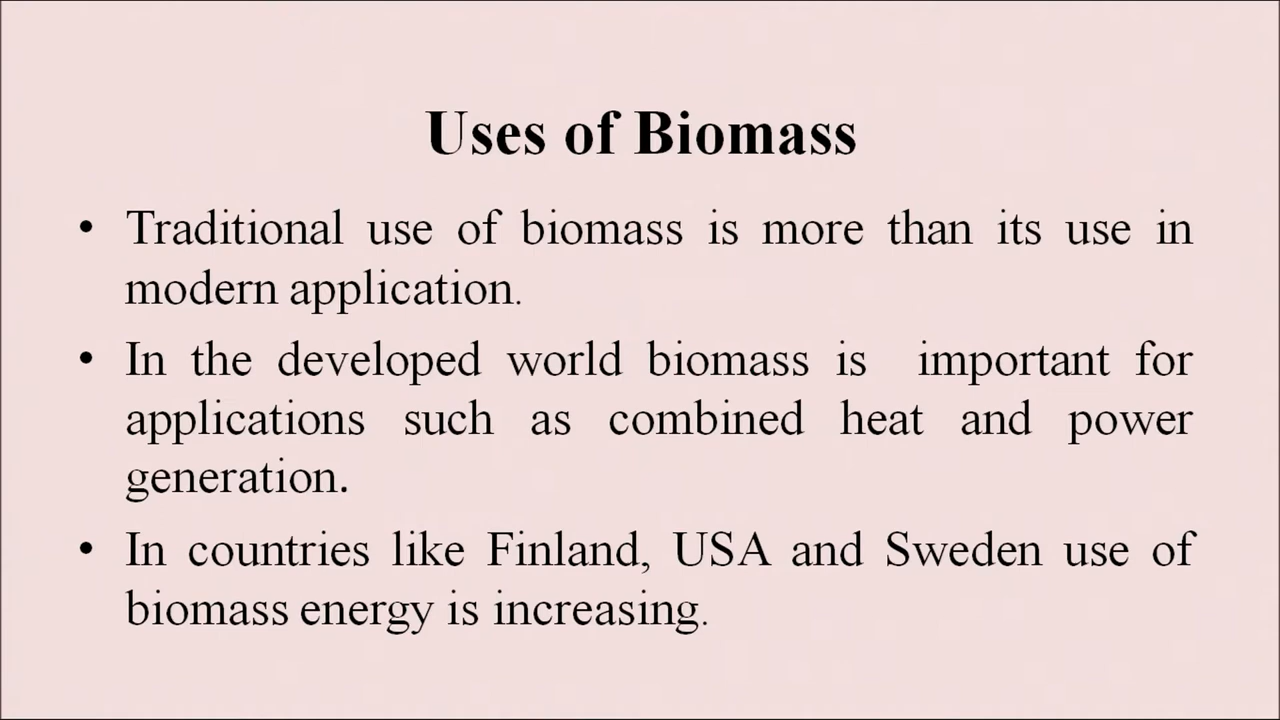 Uses of Biomass
• Traditional use of biomass is more than its use in
modern application.
• In the developed world biomass is important for
applications such as combined heat and power
generation.
• In countries like Finland, USA and Sweden use of
biomass energy is increasing.